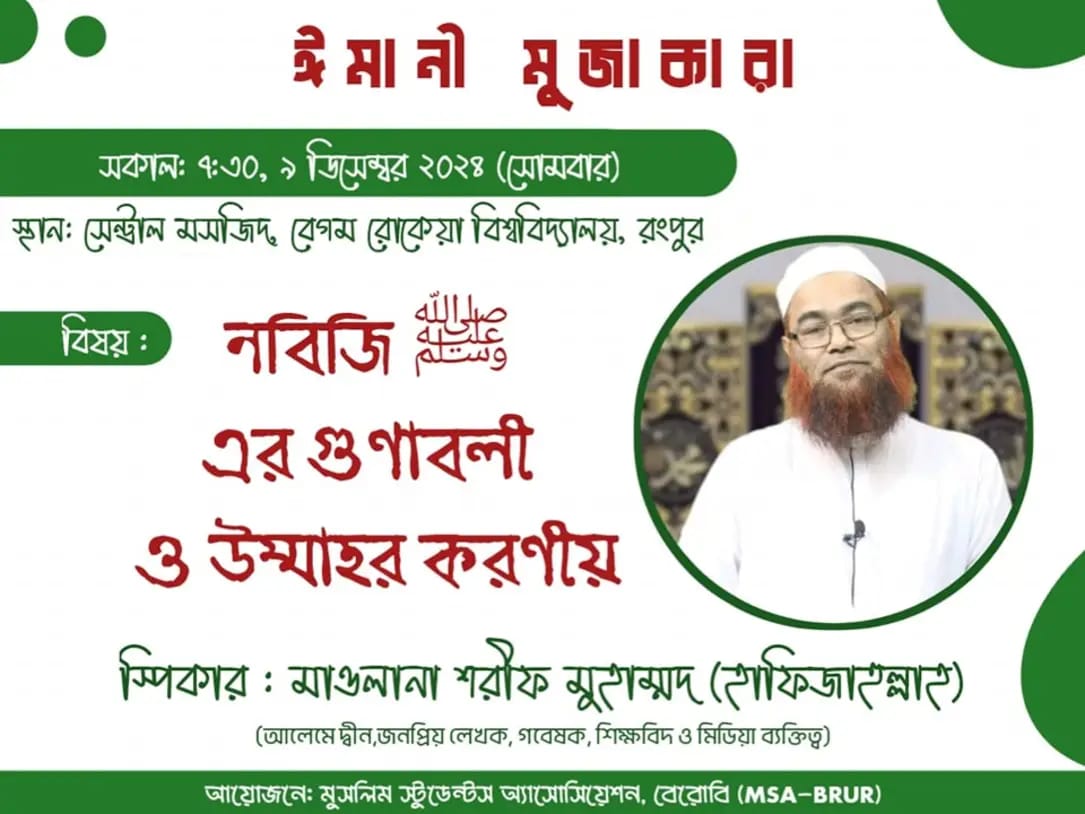 ঈমানী মুজাকারা
সকাল: ৭:৩০, ৯ ডিসেম্বর ২০২৪ (সোমবার)
স্থান: সেন্ট্রাল মসজিদ, বেগম রোকেয়া বিশ্ববিদ্যালয়, রংপুর
বিষয় :
নবিজি ﷺ
এর গুণাবলী
ও উম্মাহর করণীয়
স্পিকার : মাওলানা শরীফ মুহাম্মদ (হাফিজাহুল্লাহ)
(আলেমে দ্বীন,জনপ্রিয় লেখক, গবেষক, শিক্ষবিদ ও মিডিয়া ব্যক্তিত্ব)
আয়োজনে: মুসলিম স্টুডেন্টস অ্যাসোসিয়েশন, বেরোবি (MSA-BRUR)